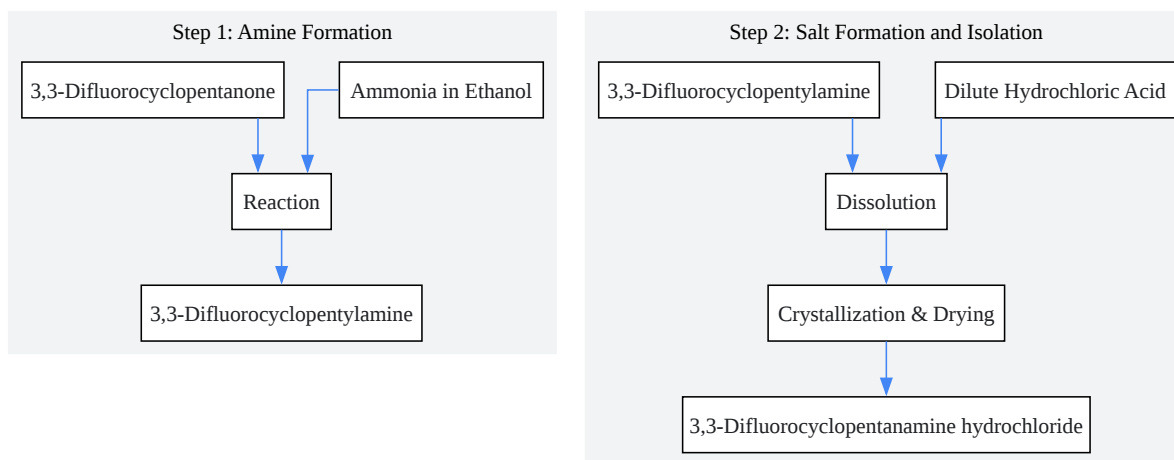 Step 1: Amine Formation
3,3-Difluorocyclopentanone
Ammonia in Ethanol
Reaction
3,3-Difluorocyclopentylamine
Step 2: Salt Formation and Isolation
3,3-Difluorocyclopentylamine
Dilute Hydrochloric Acid
Dissolution
Crystallization & Drying
3,3-Difluorocyclopentanamine hydrochloride